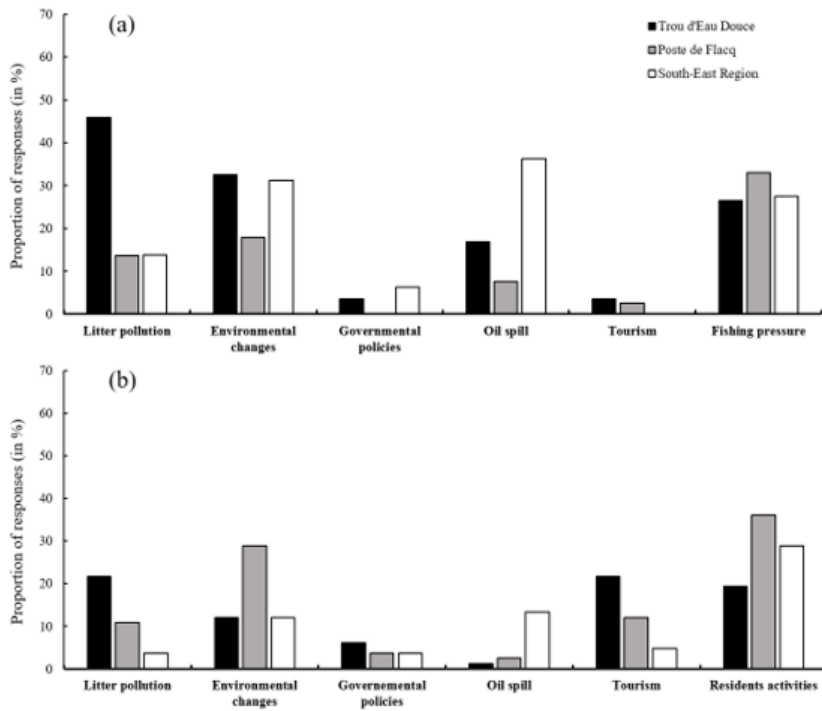 (a)
Trou d'Eau Douce
Poste de Flacq
South-East Region
Proportion of responses (in %)
70
60
50
40
30
20
10
0
Litter pollution
Environmental
changes
Governmental
policies
Oil spill
Tourism
Fishing pressure
(b)
Proportion of responses (in %)
70
60
50
40
30
20
10
0
Litter pollution
Environmental
changes
Governemental
policies
Oil spill
Tourism
Residents activities